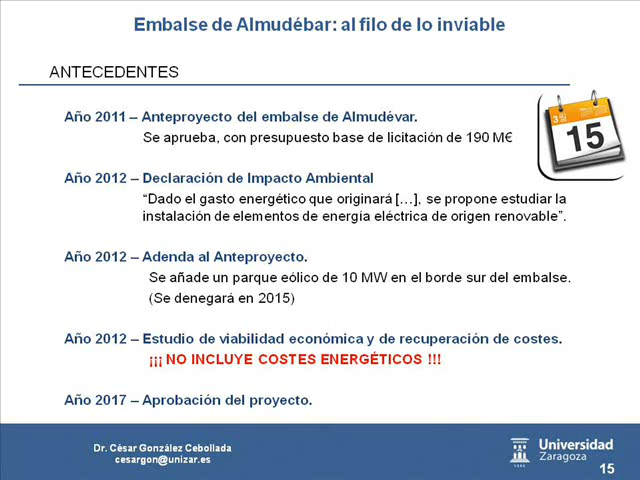 Embalse de Almudébar: al filo de lo inviable
ANTECEDENTES
Año 2011 – Anteproyecto del embalse de Almudévar.
Se aprueba, con presupuesto base de licitación de 190 M€
15
Año 2012 – Declaración de Impacto Ambiental
“Dado el gasto energético que originará […], se propone estudiar la
instalación de elementos de energía eléctrica de origen renovable”.
Año 2012 – Adenda al Anteproyecto.
Se añade un parque eólico de 10 MW en el borde sur del embalse.
(Se denegará en 2015)
Año 2012 – Estudio de viabilidad económica y de recuperación de costes.
¡¡¡ NO INCLUYE COSTES ENERGÉTICOS !!!
Año 2017 – Aprobación del proyecto.
Dr. César González Cebollada
cesargon@unizar.es
Universidad
Zaragoza
1542
15